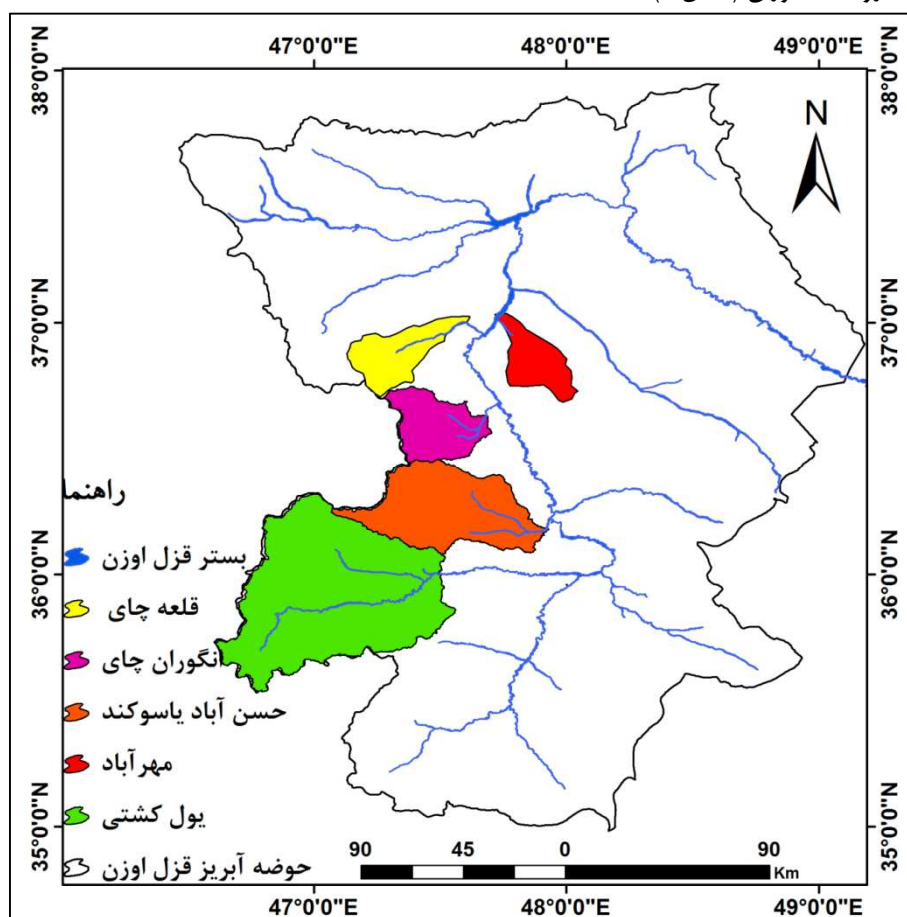 47°0'0"E 48°0'0"E 49°0'0"E
38°0'0"N 38°0'0"N
N
37°0'0"N 37°0'0"N
راهنما
بستر قزل اوزن
36°0'0"N 36°0'0"N
قلعه چای
انگوران چای
حسن آباد یاسوکند
مهرآباد
یول کشتی
35°0'0"N 35°0'0"N
حوضه آبریز قزل اوزن
90 45 0 90
Km
47°0'0"E 48°0'0"E 49°0'0"E